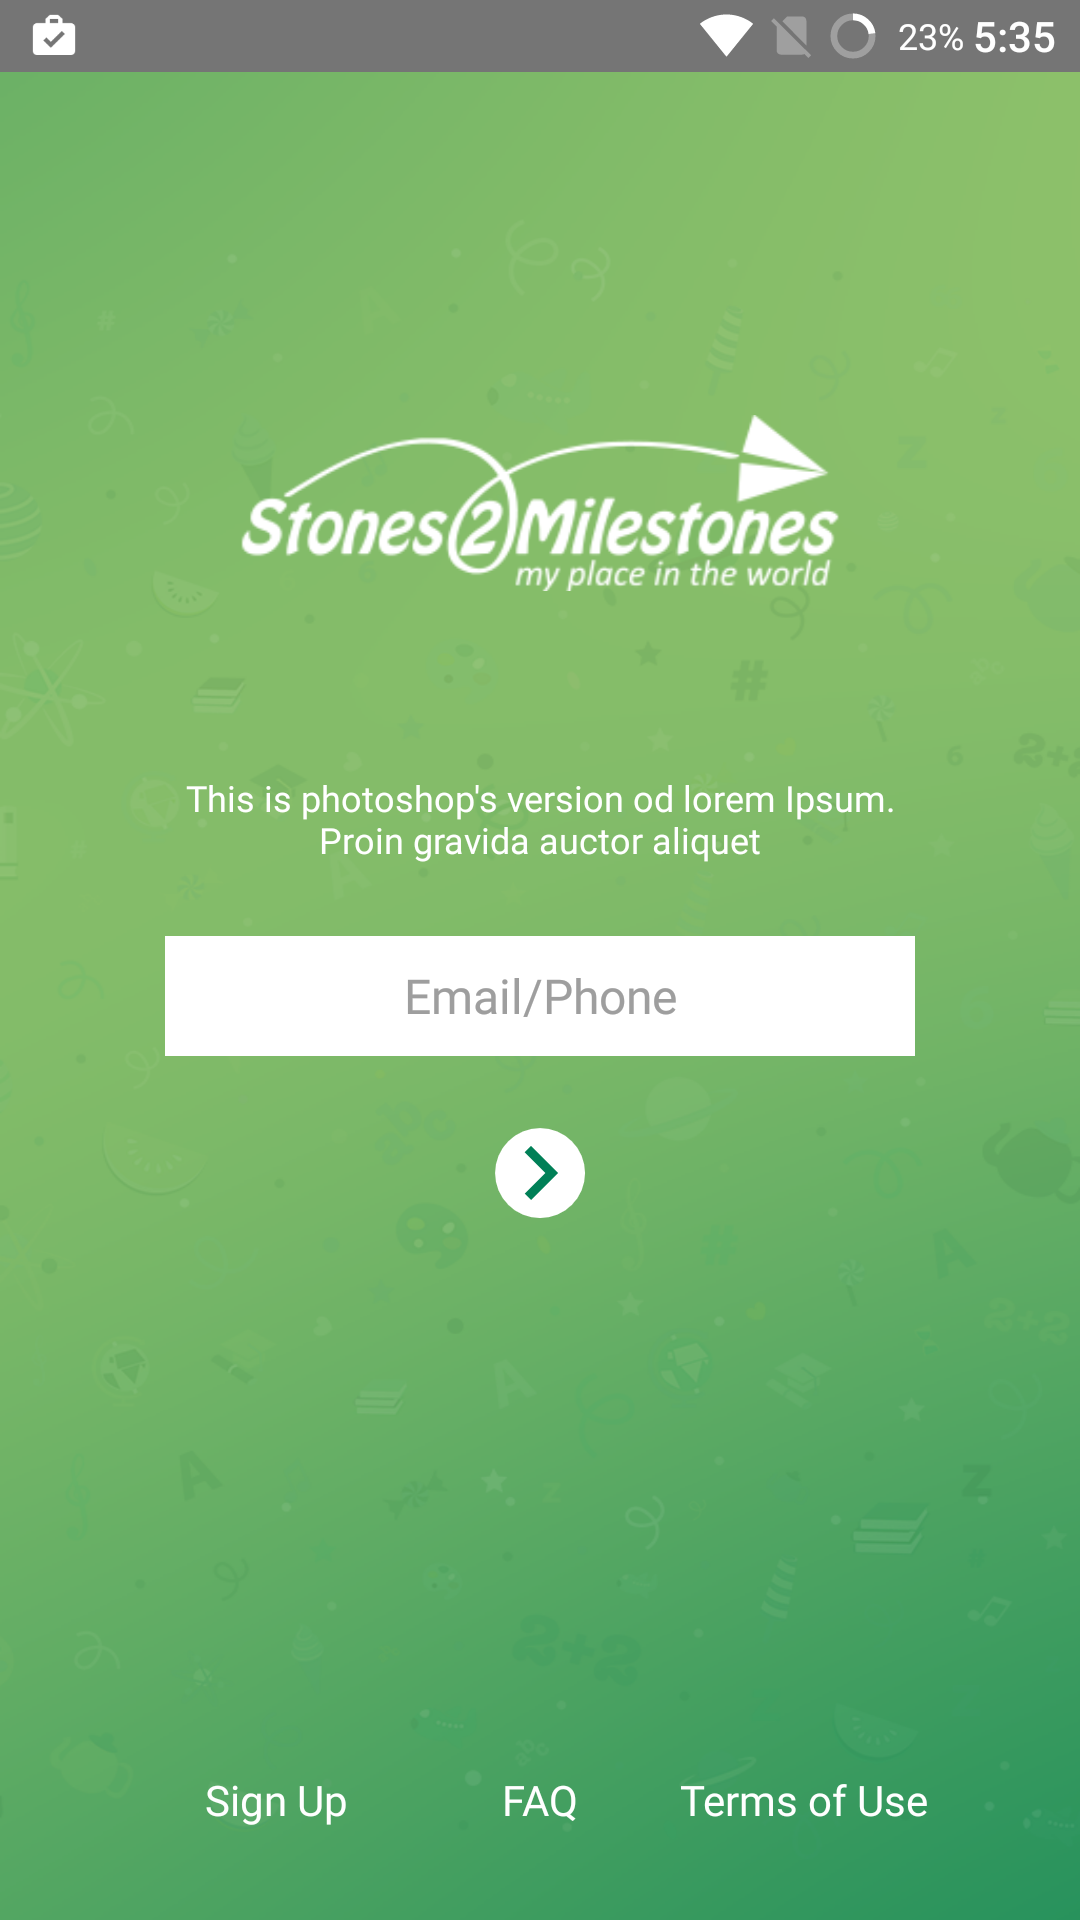 23% 5:35
Stones2Milestones
my place in the world
This is photoshop's version od lorem Ipsum.
Proin gravida auctor aliquet
Email/Phone
Sign Up
FAQ
Terms of Use